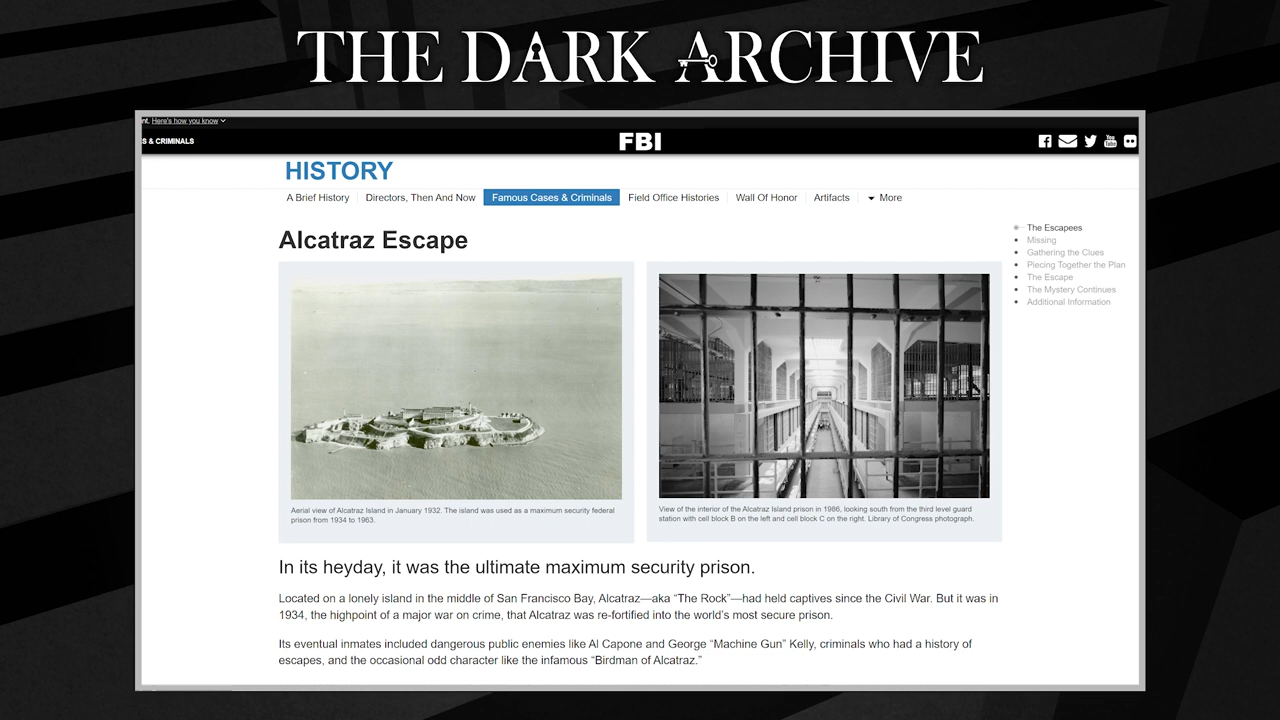 THE DARK ARCHIVE
nt. Here's how you know
S & CRIMINALS
FBI
You
Tube
HISTORY
A Brief History
Directors, Then And Now
Famous Cases & Criminals
Field Office Histories
Wall Of Honor
Artifacts
More
Alcatraz Escape
The Escapees
Missing
Gathering the Clues
Piecing Together the Plan
The Escape
The Mystery Continues
Additional Information
Aerial view of Alcatraz Island in January 1932. The island was used as a maximum security federal
prison from 1934 to 1963.
View of the interior of the Alcatraz Island prison in 1986, looking south from the third level guard
station with cell block B on the left and cell block C on the right. Library of Congress photograph.
In its heyday, it was the ultimate maximum security prison.
Located on a lonely island in the middle of San Francisco Bay, Alcatraz—aka “The Rock”—had held captives since the Civil War. But it was in
1934, the highpoint of a major war on crime, that Alcatraz was re-fortified into the world’s most secure prison.
Its eventual inmates included dangerous public enemies like Al Capone and George “Machine Gun” Kelly, criminals who had a history of
escapes, and the occasional odd character like the infamous “Birdman of Alcatraz.”